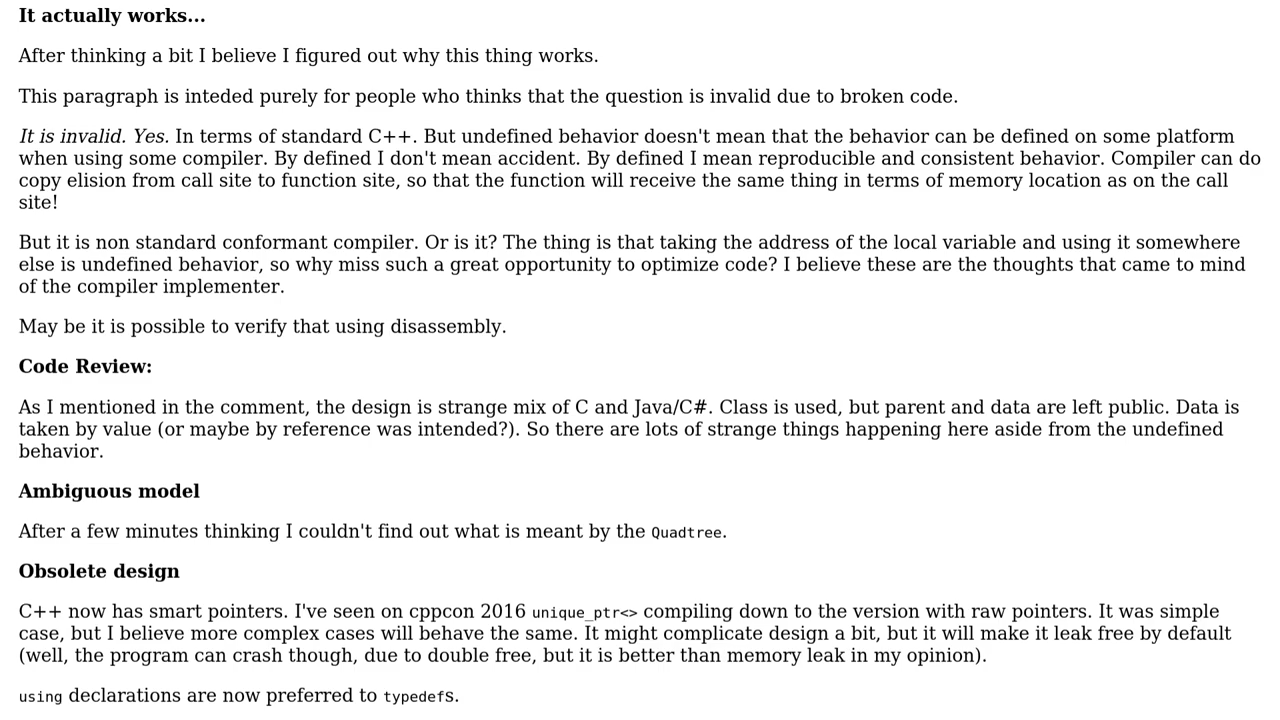 It actually works...
After thinking a bit I believe I figured out why this thing works.
This paragraph is inteded purely for people who thinks that the question is invalid due to broken code.
It is invalid. Yes. In terms of standard C++. But undefined behavior doesn't mean that the behavior can be defined on some platform
when using some compiler. By defined I don't mean accident. By defined I mean reproducible and consistent behavior. Compiler can do
copy elision from call site to function site, so that the function will receive the same thing in terms of memory location as on the call
site!
But it is non standard conformant compiler. Or is it? The thing is that taking the address of the local variable and using it somewhere
else is undefined behavior, so why miss such a great opportunity to optimize code? I believe these are the thoughts that came to mind
of the compiler implementer.
May be it is possible to verify that using disassembly.
Code Review:
As I mentioned in the comment, the design is strange mix of C and Java/C#. Class is used, but parent and data are left public. Data is
taken by value (or maybe by reference was intended?). So there are lots of strange things happening here aside from the undefined
behavior.
Ambiguous model
After a few minutes thinking I couldn't find out what is meant by the Quadtree.
Obsolete design
C++ now has smart pointers. I've seen on cppcon 2016 unique_ptr<> compiling down to the version with raw pointers. It was simple
case, but I believe more complex cases will behave the same. It might complicate design a bit, but it will make it leak free by default
(well, the program can crash though, due to double free, but it is better than memory leak in my opinion).
using declarations are now preferred to typedefs.